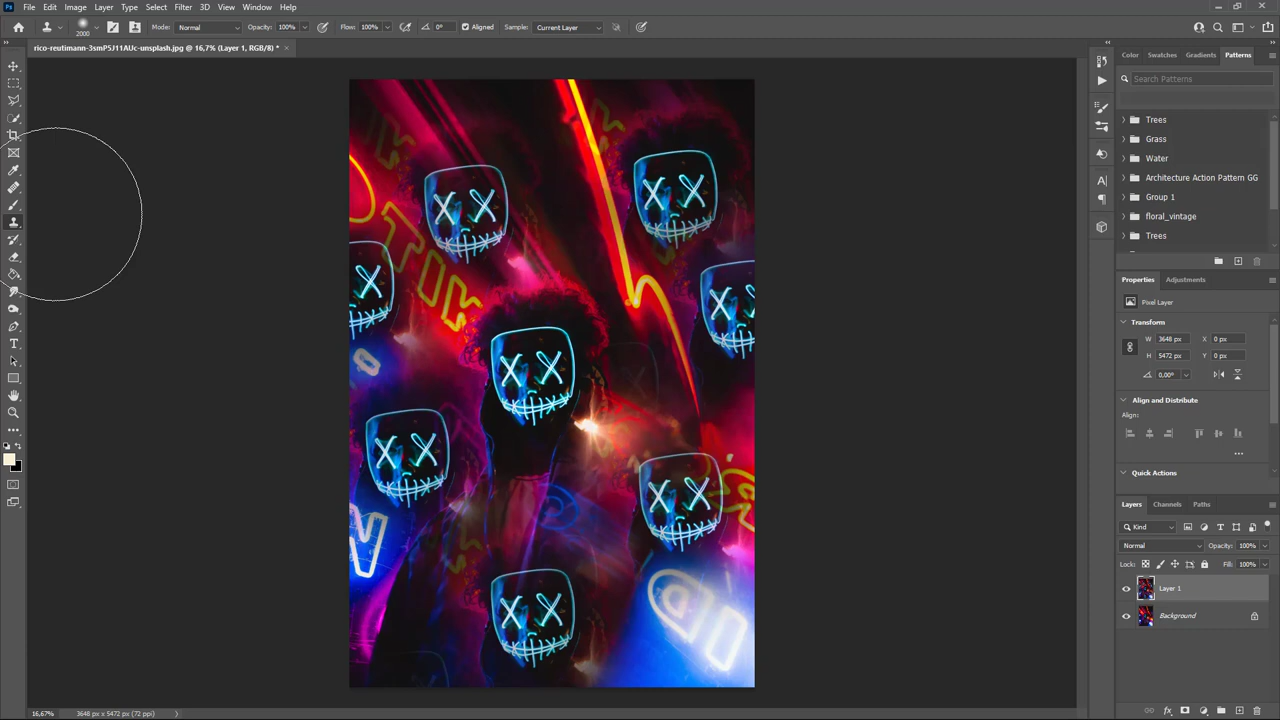 Ps File Edit Image Layer Type Select Filter 3D View Window Help
2000 Mode: Normal Opacity: 100% Flow: 100% 0° Aligned Sample: Current Layer
rico-reutimann-3smP5J11AUc-unsplash.jpg @ 16,7% (Layer 1, RGB/8) *
Color Swatches Gradients Patterns
Search Patterns
Trees
Grass
Water
Architecture Action Pattern GG
Group 1
floral_vintage
Trees
Properties Adjustments
Pixel Layer
Transform
W 3648 px X 0 px
H 5472 px Y 0 px
0,00°
Align and Distribute
Align:
Quick Actions
Layers Channels Paths
Kind
Normal Opacity: 100%
Lock: Fill: 100%
Layer 1
Background
16,67% 3648 px x 5472 px (72 ppi)